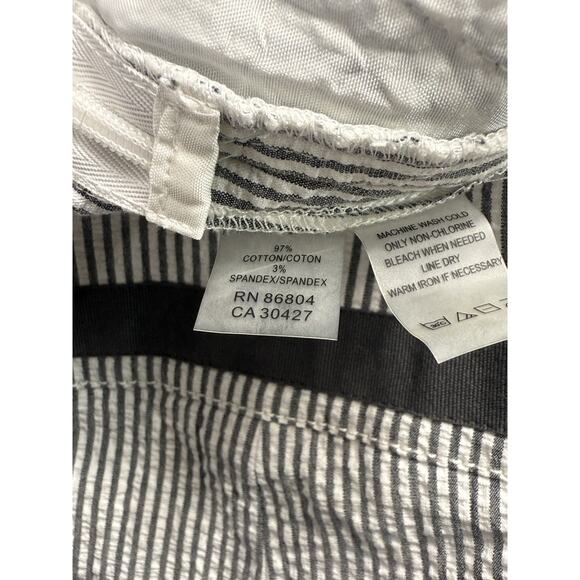 97%
COTTON/COTON
3%
SPANDEX/SPANDEX
RN 86804
CA 30427
MACHINE WASH COLD
ONLY NON-CHLORINE
BLEACH WHEN NEEDED
LINE DRY
WARM IRON IF NECESSARY